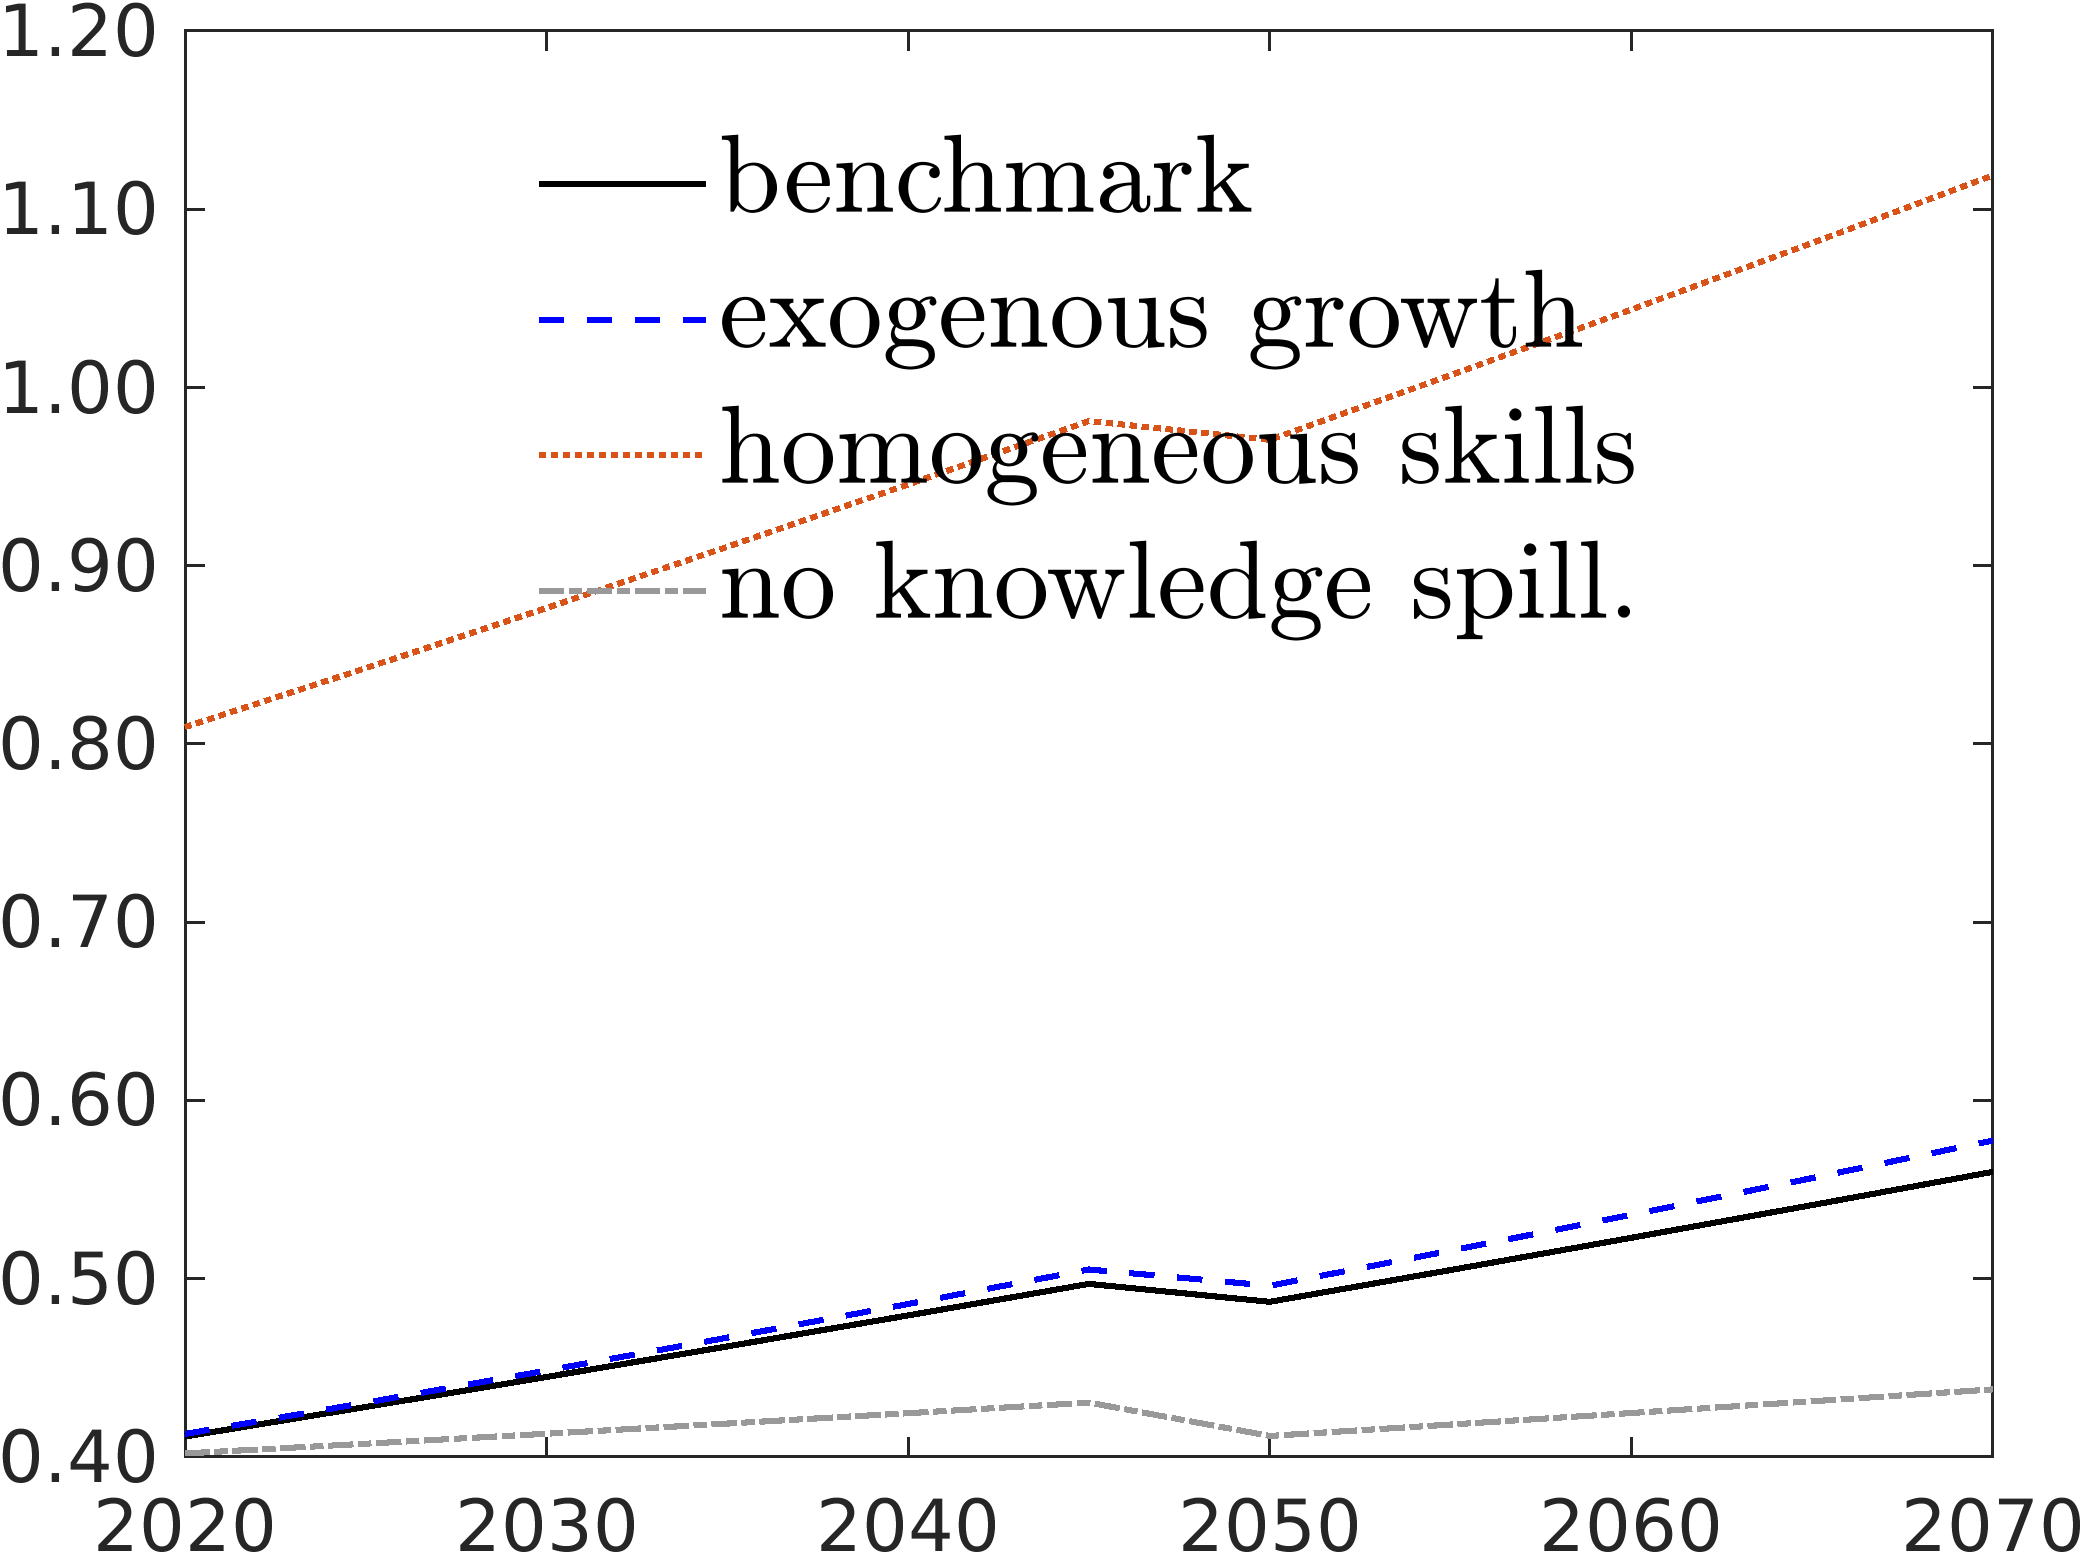 1.20
1.10
1.00
0.90
0.80
0.70
0.60
0.50
0.40
benchmark
exogenous growth
homogeneous skills
no knowledge spill.
2020 2030 2040 2050 2060 2070